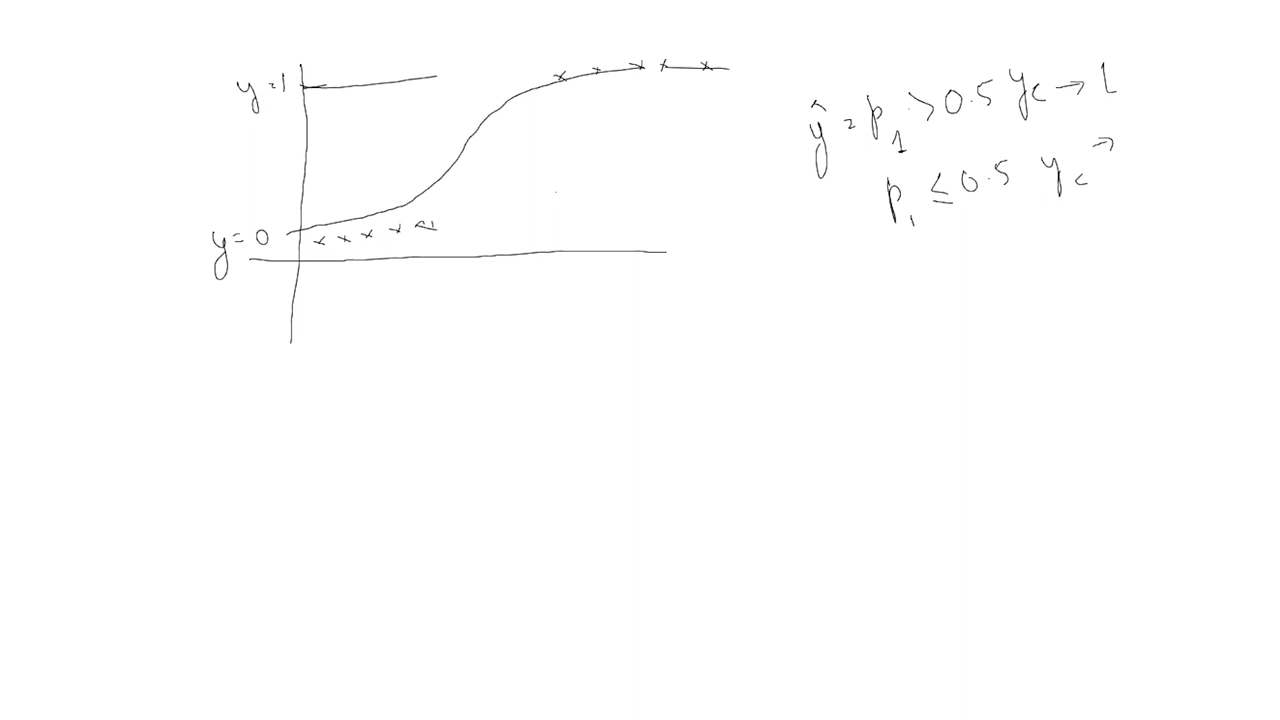 y=1
y=0
ŷ = p₁ > 0.5 y_c → 1
p₁ ≤ 0.5 y_c →